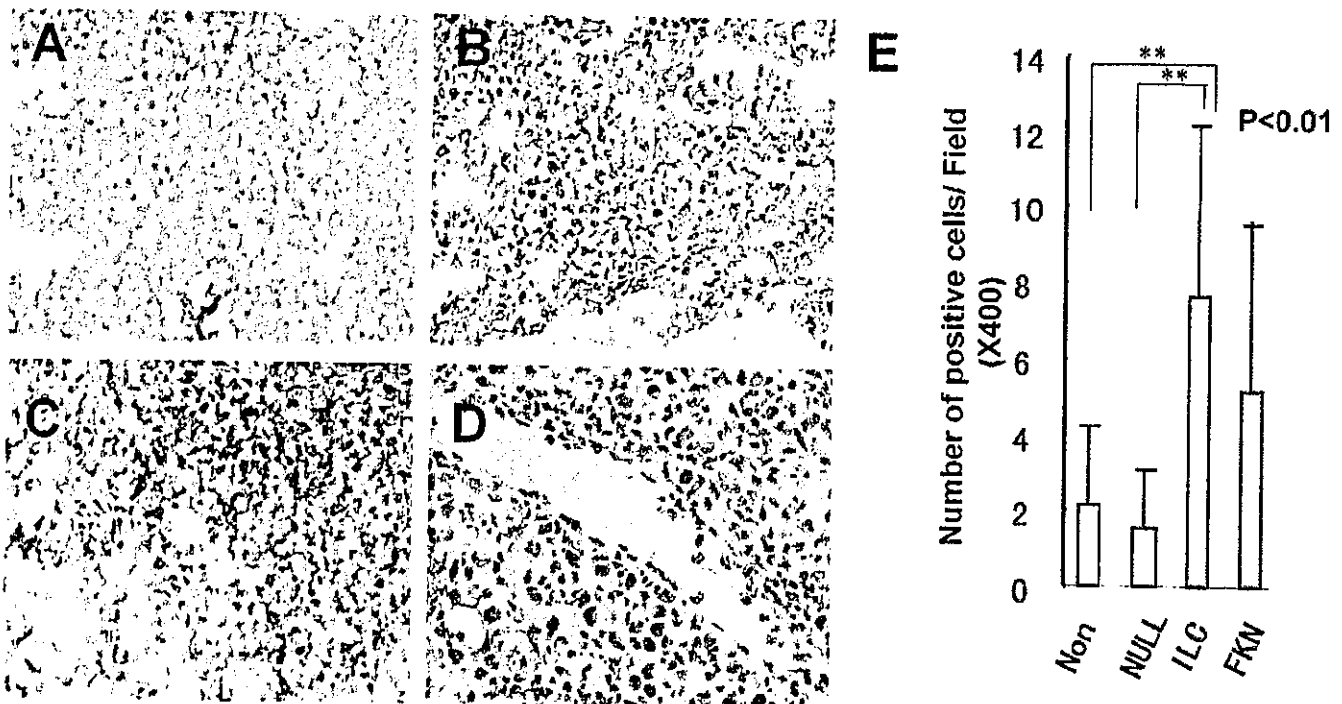 A
B
C
D
E
**
**
P<0.01
Number of positive cells/ Field
(X400)
14
12
10
8
6
4
2
0
Non
NULL
ILC
FKN